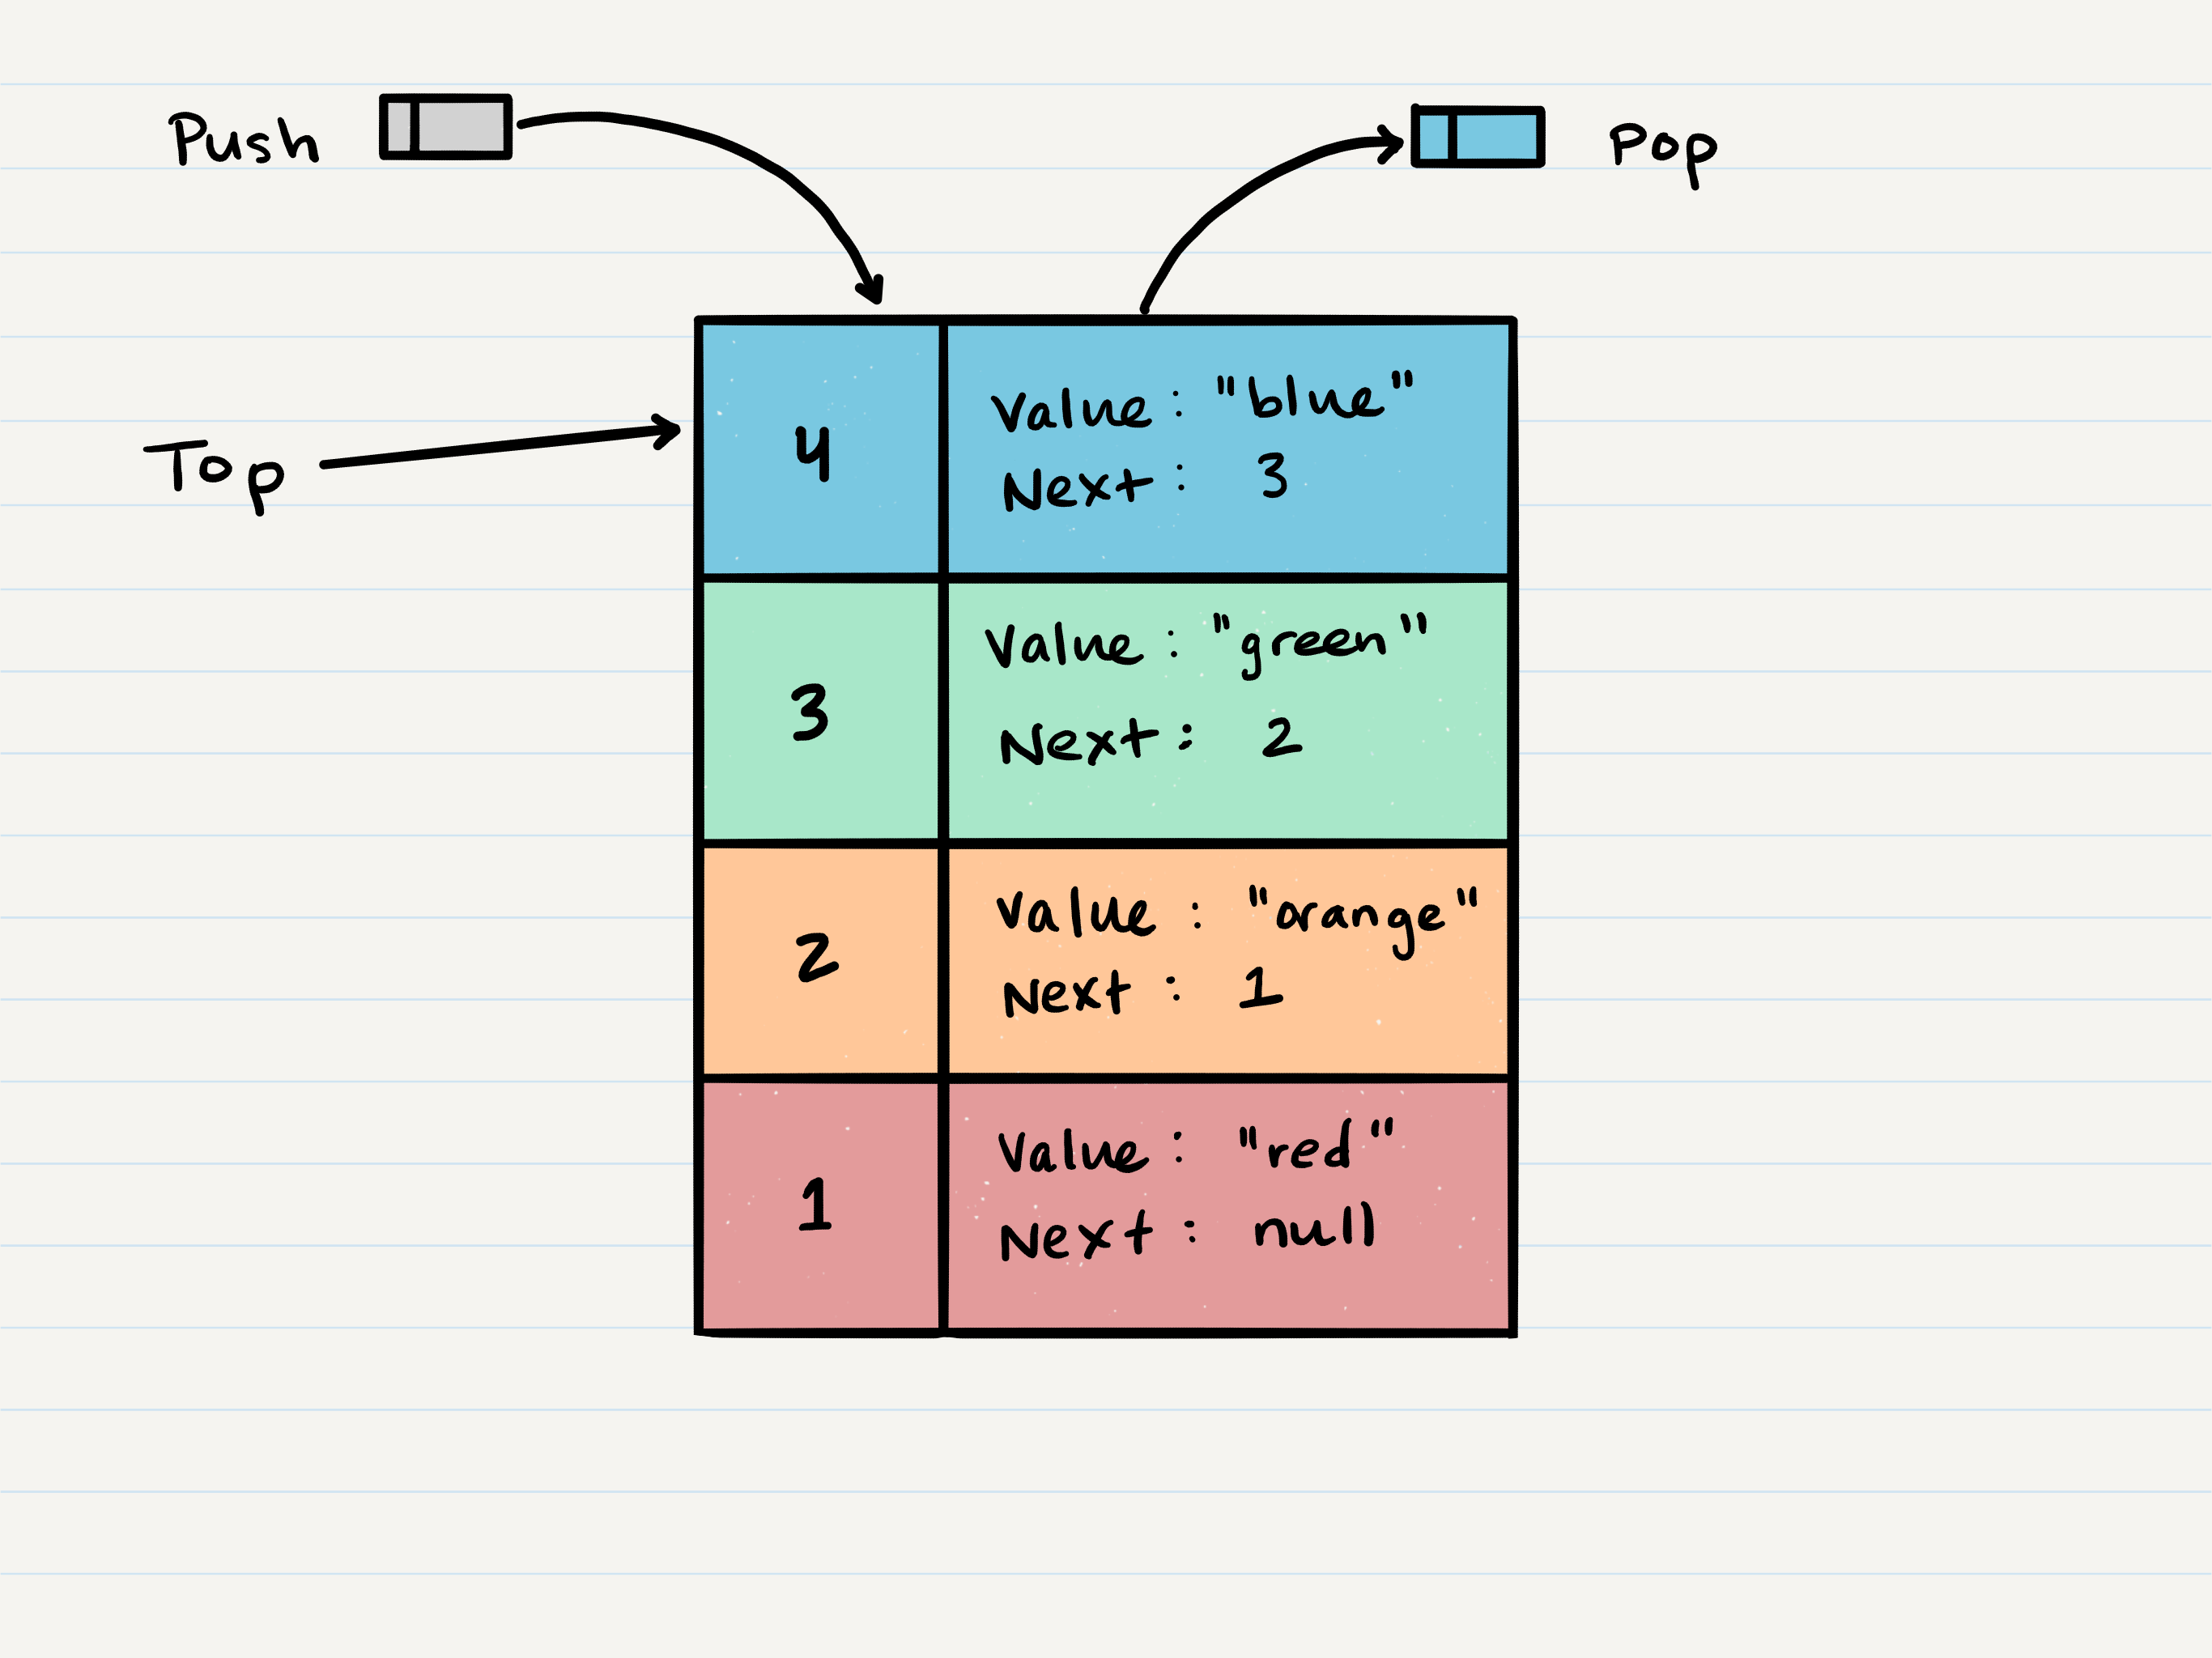 Push
Pop
Top
4
Value : "blue"
Next : 3
3
Value : "green"
Next : 2
2
Value : "orange"
Next : 1
1
Value : "red"
Next : null